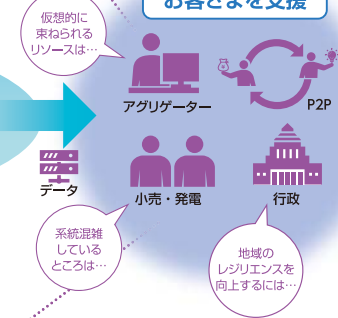 お客さまを支援
仮想的に
束ねられる
リソースは…
アグリゲーター
P2P
データ
小売・発電
行政
系統混雑
している
ところは…
地域の
レジリエンスを
向上するには…